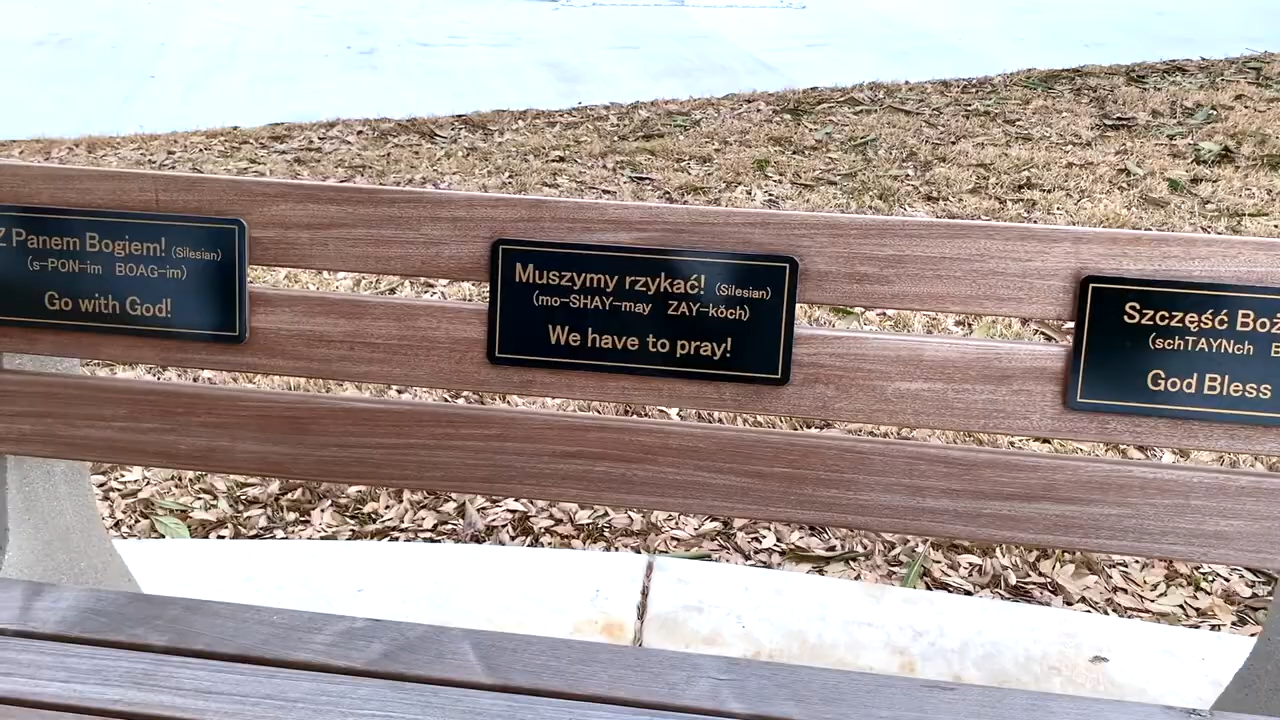 Z Panem Bogiem! (Silesian)
(s-PON-im BOAG-im)
Go with God!
Muszymy rzykać! (Silesian)
(mo-SHAY-may ZAY-kŏch)
We have to pray!
Szczęść
(schTAYNch
God Bless